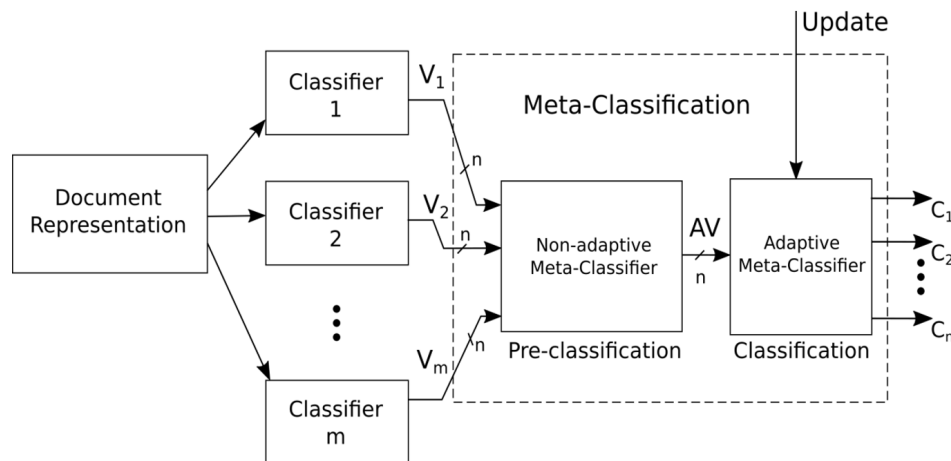 Update
Classifier
1
V1
Meta-Classification
n
Document
Representation
Classifier
2
V2
n
Non-adaptive
Meta-Classifier
AV
n
Adaptive
Meta-Classifier
C1
C2
Pre-classification
Classification
Vm
n
Classifier
m